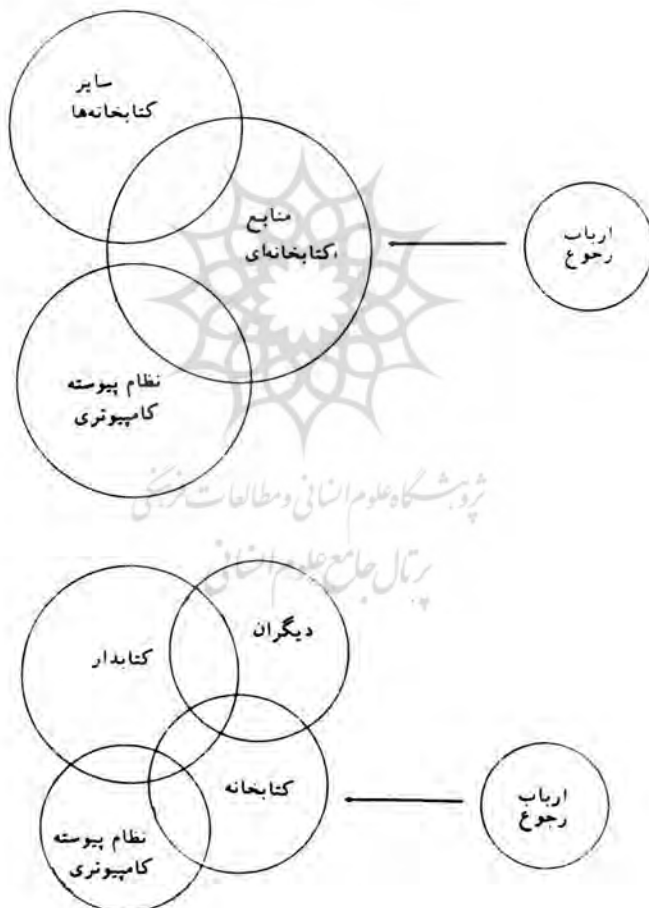 سایر
کتابخانه‌ها
منابع
کتابخانه‌ای
ارباب
رجوع
نظام پیوسته
کامپیوتری
پژوهشگاه علوم انسانی و مطالعات فرهنگی
پرتال جامع علوم انسانی
دیگران
کتابدار
کتابخانه
ارباب
رجوع
نظام پیوسته
کامپیوتری